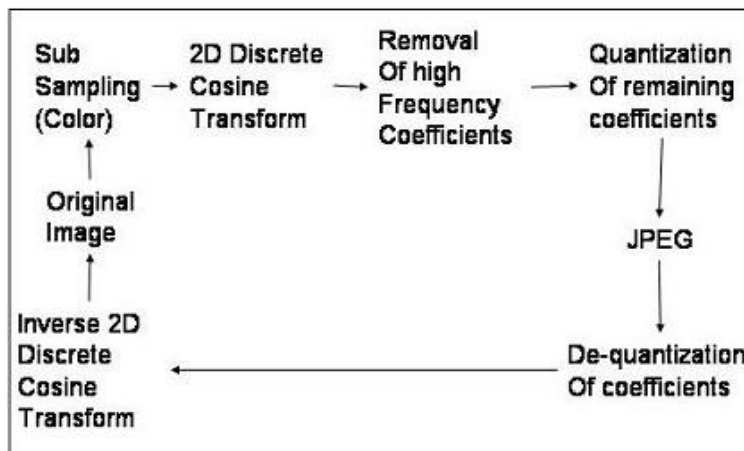 Sub
Sampling
(Color)
2D Discrete
Cosine
Transform
Removal
Of high
Frequency
Coefficients
Quantization
Of remaining
coefficients
Original
Image
JPEG
Inverse 2D
Discrete
Cosine
Transform
De-quantization
Of coefficients